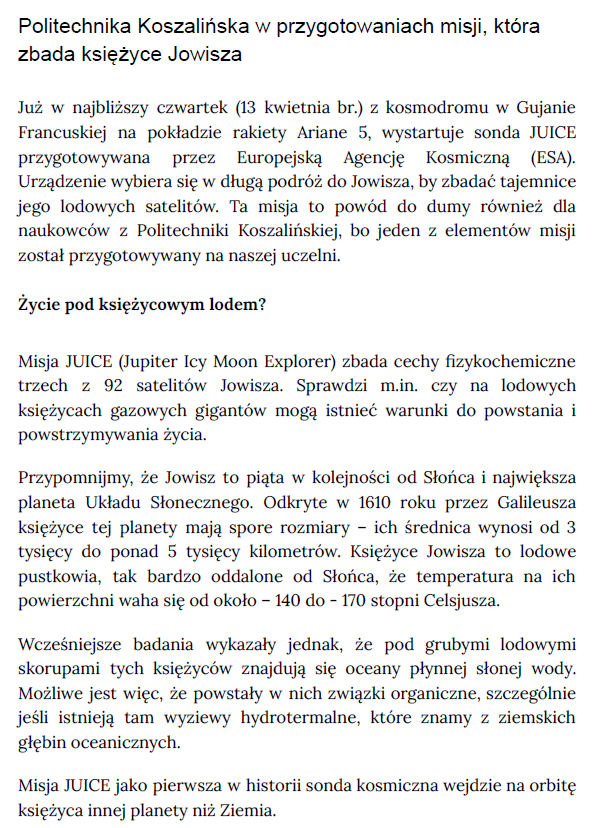 Politechnika Koszalińska w przygotowaniach misji, która
zbada księżyce Jowisza
Już w najbliższy czwartek (13 kwietnia br.) z kosmodromu w Gujanie
Francuskiej na pokładzie rakiety Ariane 5, wystartuje sonda JUICE
przygotowywana przez Europejską Agencję Kosmiczną (ESA).
Urządzenie wybiera się w długą podróż do Jowisza, by zbadać tajemnice
jego lodowych satelitów. Ta misja to powód do dumy również dla
naukowców z Politechniki Koszalińskiej, bo jeden z elementów misji
został przygotowywany na naszej uczelni.
Życie pod księżycowym lodem?
Misja JUICE (Jupiter Icy Moon Explorer) zbada cechy fizykochemiczne
trzech z 92 satelitów Jowisza. Sprawdzi m.in. czy na lodowych
księżycach gazowych gigantów mogą istnieć warunki do powstania i
powstrzymywania życia.
Przypomnijmy, że Jowisz to piąta w kolejności od Słońca i największa
planeta Układu Słonecznego. Odkryte w 1610 roku przez Galileusza
księżyce tej planety mają spore rozmiary – ich średnica wynosi od 3
tysięcy do ponad 5 tysięcy kilometrów. Księżyce Jowisza to lodowe
pustkowia, tak bardzo oddalone od Słońca, że temperatura na ich
powierzchni waha się od około – 140 do - 170 stopni Celsjusza.
Wcześniejsze badania wykazały jednak, że pod grubymi lodowymi
skorupami tych księżyców znajdują się oceany płynnej słonej wody.
Możliwe jest więc, że powstały w nich związki organiczne, szczególnie
jeśli istnieją tam wyziewy hydrotermalne, które znamy z ziemskich
głębin oceanicznych.
Misja JUICE jako pierwsza w historii sonda kosmiczna wejdzie na orbitę
księżyca innej planety niż Ziemia.